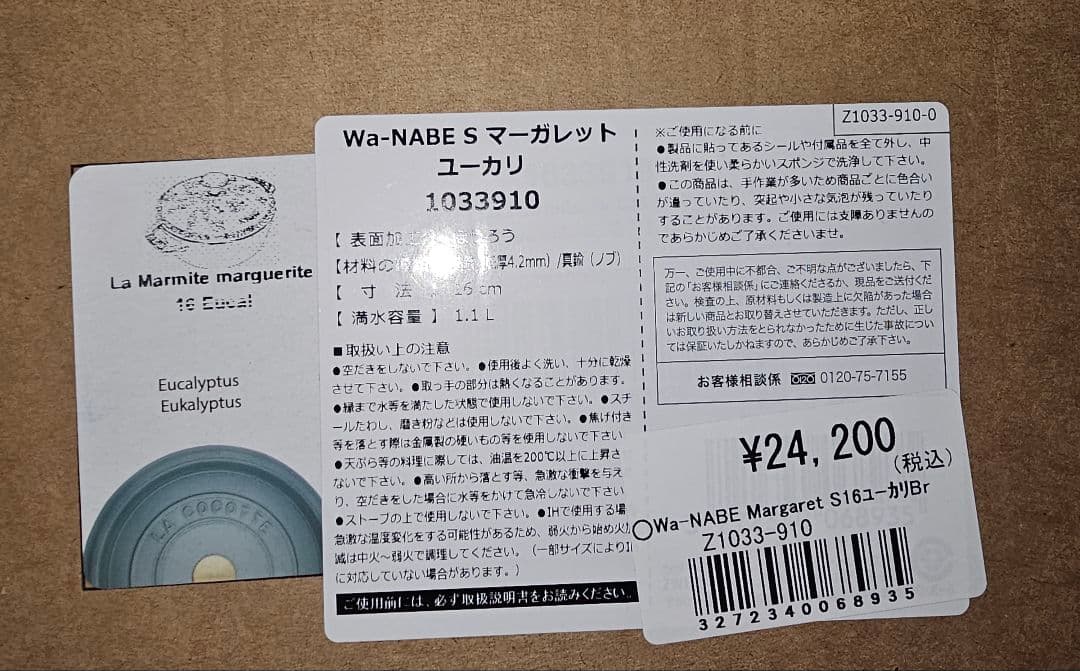 La Marmite marguerite
16 Eucal
Eucalyptus
Eukalyptus
LA COCOTTE
Wa-NABE S マーガレット
ユーカリ
1033910
【 表面加 ろう
【材料の 厚4.2mm）/真鍮（ノブ）
【 寸 法 16 cm
【 満水容量 】 1.1 L
■取扱い上の注意
●空だきをしないで下さい。●使用後よく洗い、十分に乾燥
させて下さい。●取っ手の部分は熱くなることがあります。
●縁まで水等を満たした状態で使用しないで下さい。●スチ
ールたわし、磨き粉などは使用しないで下さい。●焦げ付き
等を落とす際は金属製の硬いもの等を使用しないで下さい
●天ぷら等の料理に際しては、油温を200℃以上に上昇さ
ないで下さい。●高い所から落とす等、急激な衝撃を与え
り、空だきをした場合に水等をかけて急冷しないで下さい
●ストーブの上で使用しないで下さい。●IHで使用する場
急激な温度変化をする可能性があるため、弱火から始め火
減は中火～弱火で調理してください。（一部サイズにより
に対応していない場合があります。）
ご使用前には、必ず取扱説明書をお読みください。
Z1033-910-0
※ご使用になる前に
●製品に貼ってあるシールや付属品を全て外し、中
性洗剤を使い柔らかいスポンジで洗浄して下さい。
●この商品は、手作業が多いため商品ごとに色合い
が違っていたり、突起や小さな気泡が残っていたり
することがあります。ご使用には支障ありませんの
であらかじめご了承くださいませ。
万一、ご使用中に不都合、ご不明な点がございましたら、下
記の「お客様相談係」にご連絡くださるか、現品をご送付くだ
さい。検査の上、原材料もしくは製造上に欠陥があった場合
は新しい商品とお取り替えさせていただきます。ただし、正し
いお取り扱い方法をとられなかったために生じた事故につい
ては保証いたしかねますので、あらかじめご了承下さい。
お客様相談係 0120-75-7155
¥24,200
(税込)
○Wa-NABE Margaret S16ユーカリBr
Z1033-910
3272340068935